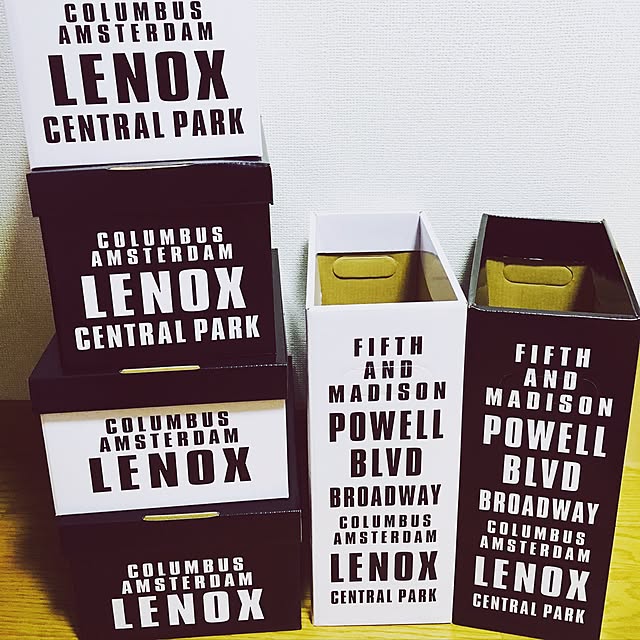 COLUMBUS
AMSTERDAM
LENOX
CENTRAL PARK
COLUMBUS
AMSTERDAM
LENOX
CENTRAL PARK
COLUMBUS
AMSTERDAM
LENOX
COLUMBUS
AMSTERDAM
LENOX
FIFTH
AND
MADISON
POWELL
BLVD
BROADWAY
COLUMBUS
AMSTERDAM
LENOX
CENTRAL PARK
FIFTH
AND
MADISON
POWELL
BLVD
BROADWAY
COLUMBUS
AMSTERDAM
LENOX
CENTRAL PARK